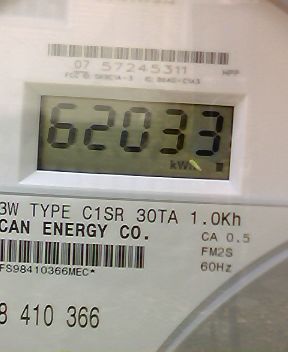 07 57245311
62033
kWh
3W TYPE C1SR 30TA 1.0Kh
CAN ENERGY CO.
CA 0.5
FM2S
60Hz
FS98410366MEC*
8 410 366